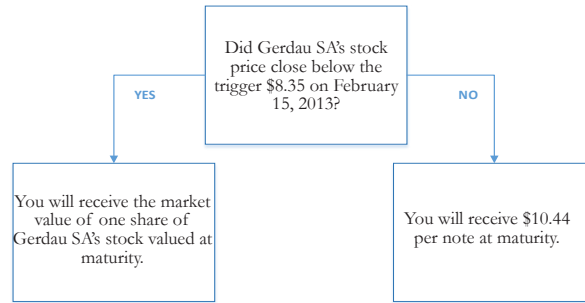 Did Gerdau SA's stock
price close below the
trigger $8.35 on February
15, 2013?
YES
NO
You will receive the market
value of one share of
Gerdau SA's stock valued at
maturity.
You will receive $10.44
per note at maturity.